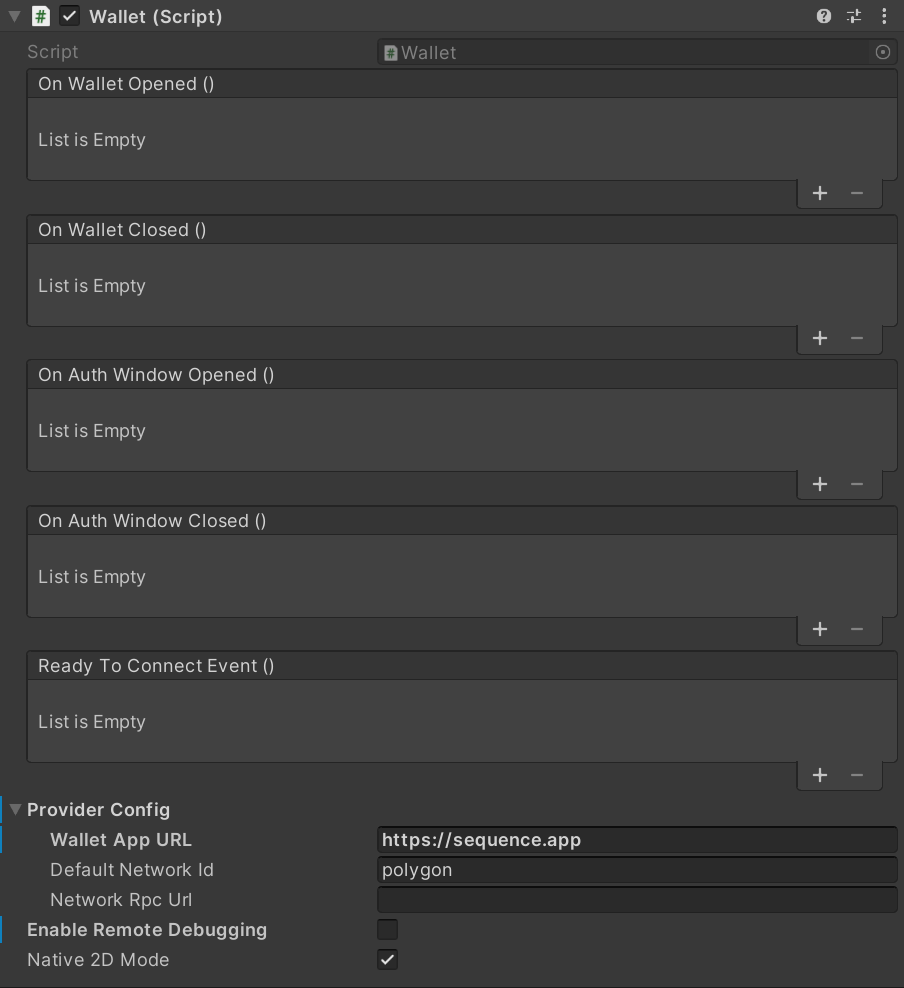 Wallet (Script)
Script # Wallet
On Wallet Opened ()
List is Empty
+ −
On Wallet Closed ()
List is Empty
+ −
On Auth Window Opened ()
List is Empty
+ −
On Auth Window Closed ()
List is Empty
+ −
Ready To Connect Event ()
List is Empty
+ −
Provider Config
Wallet App URL https://sequence.app
Default Network Id polygon
Network Rpc Url
Enable Remote Debugging
Native 2D Mode